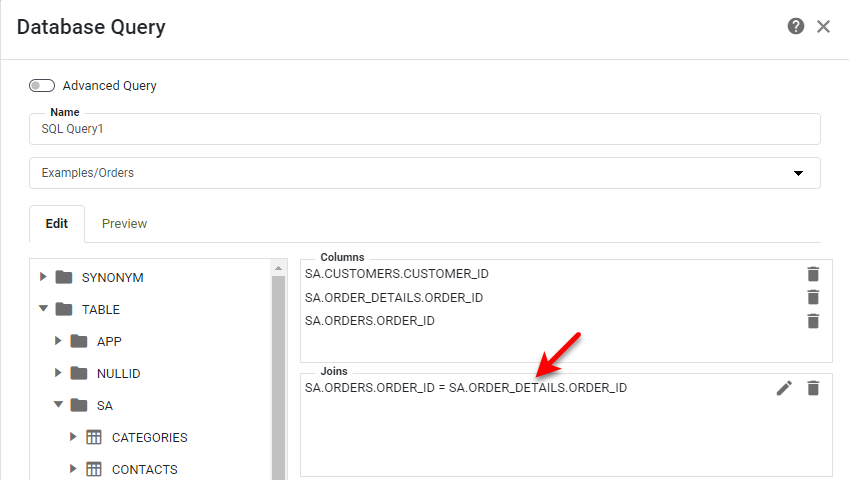 Database Query
Advanced Query
Name
SQL Query1
Examples/Orders
Edit
Preview
SYNONYM
TABLE
APP
NULLID
SA
CATEGORIES
CONTACTS
Columns
SA.CUSTOMERS.CUSTOMER_ID
SA.ORDER_DETAILS.ORDER_ID
SA.ORDERS.ORDER_ID
Joins
SA.ORDERS.ORDER_ID = SA.ORDER_DETAILS.ORDER_ID